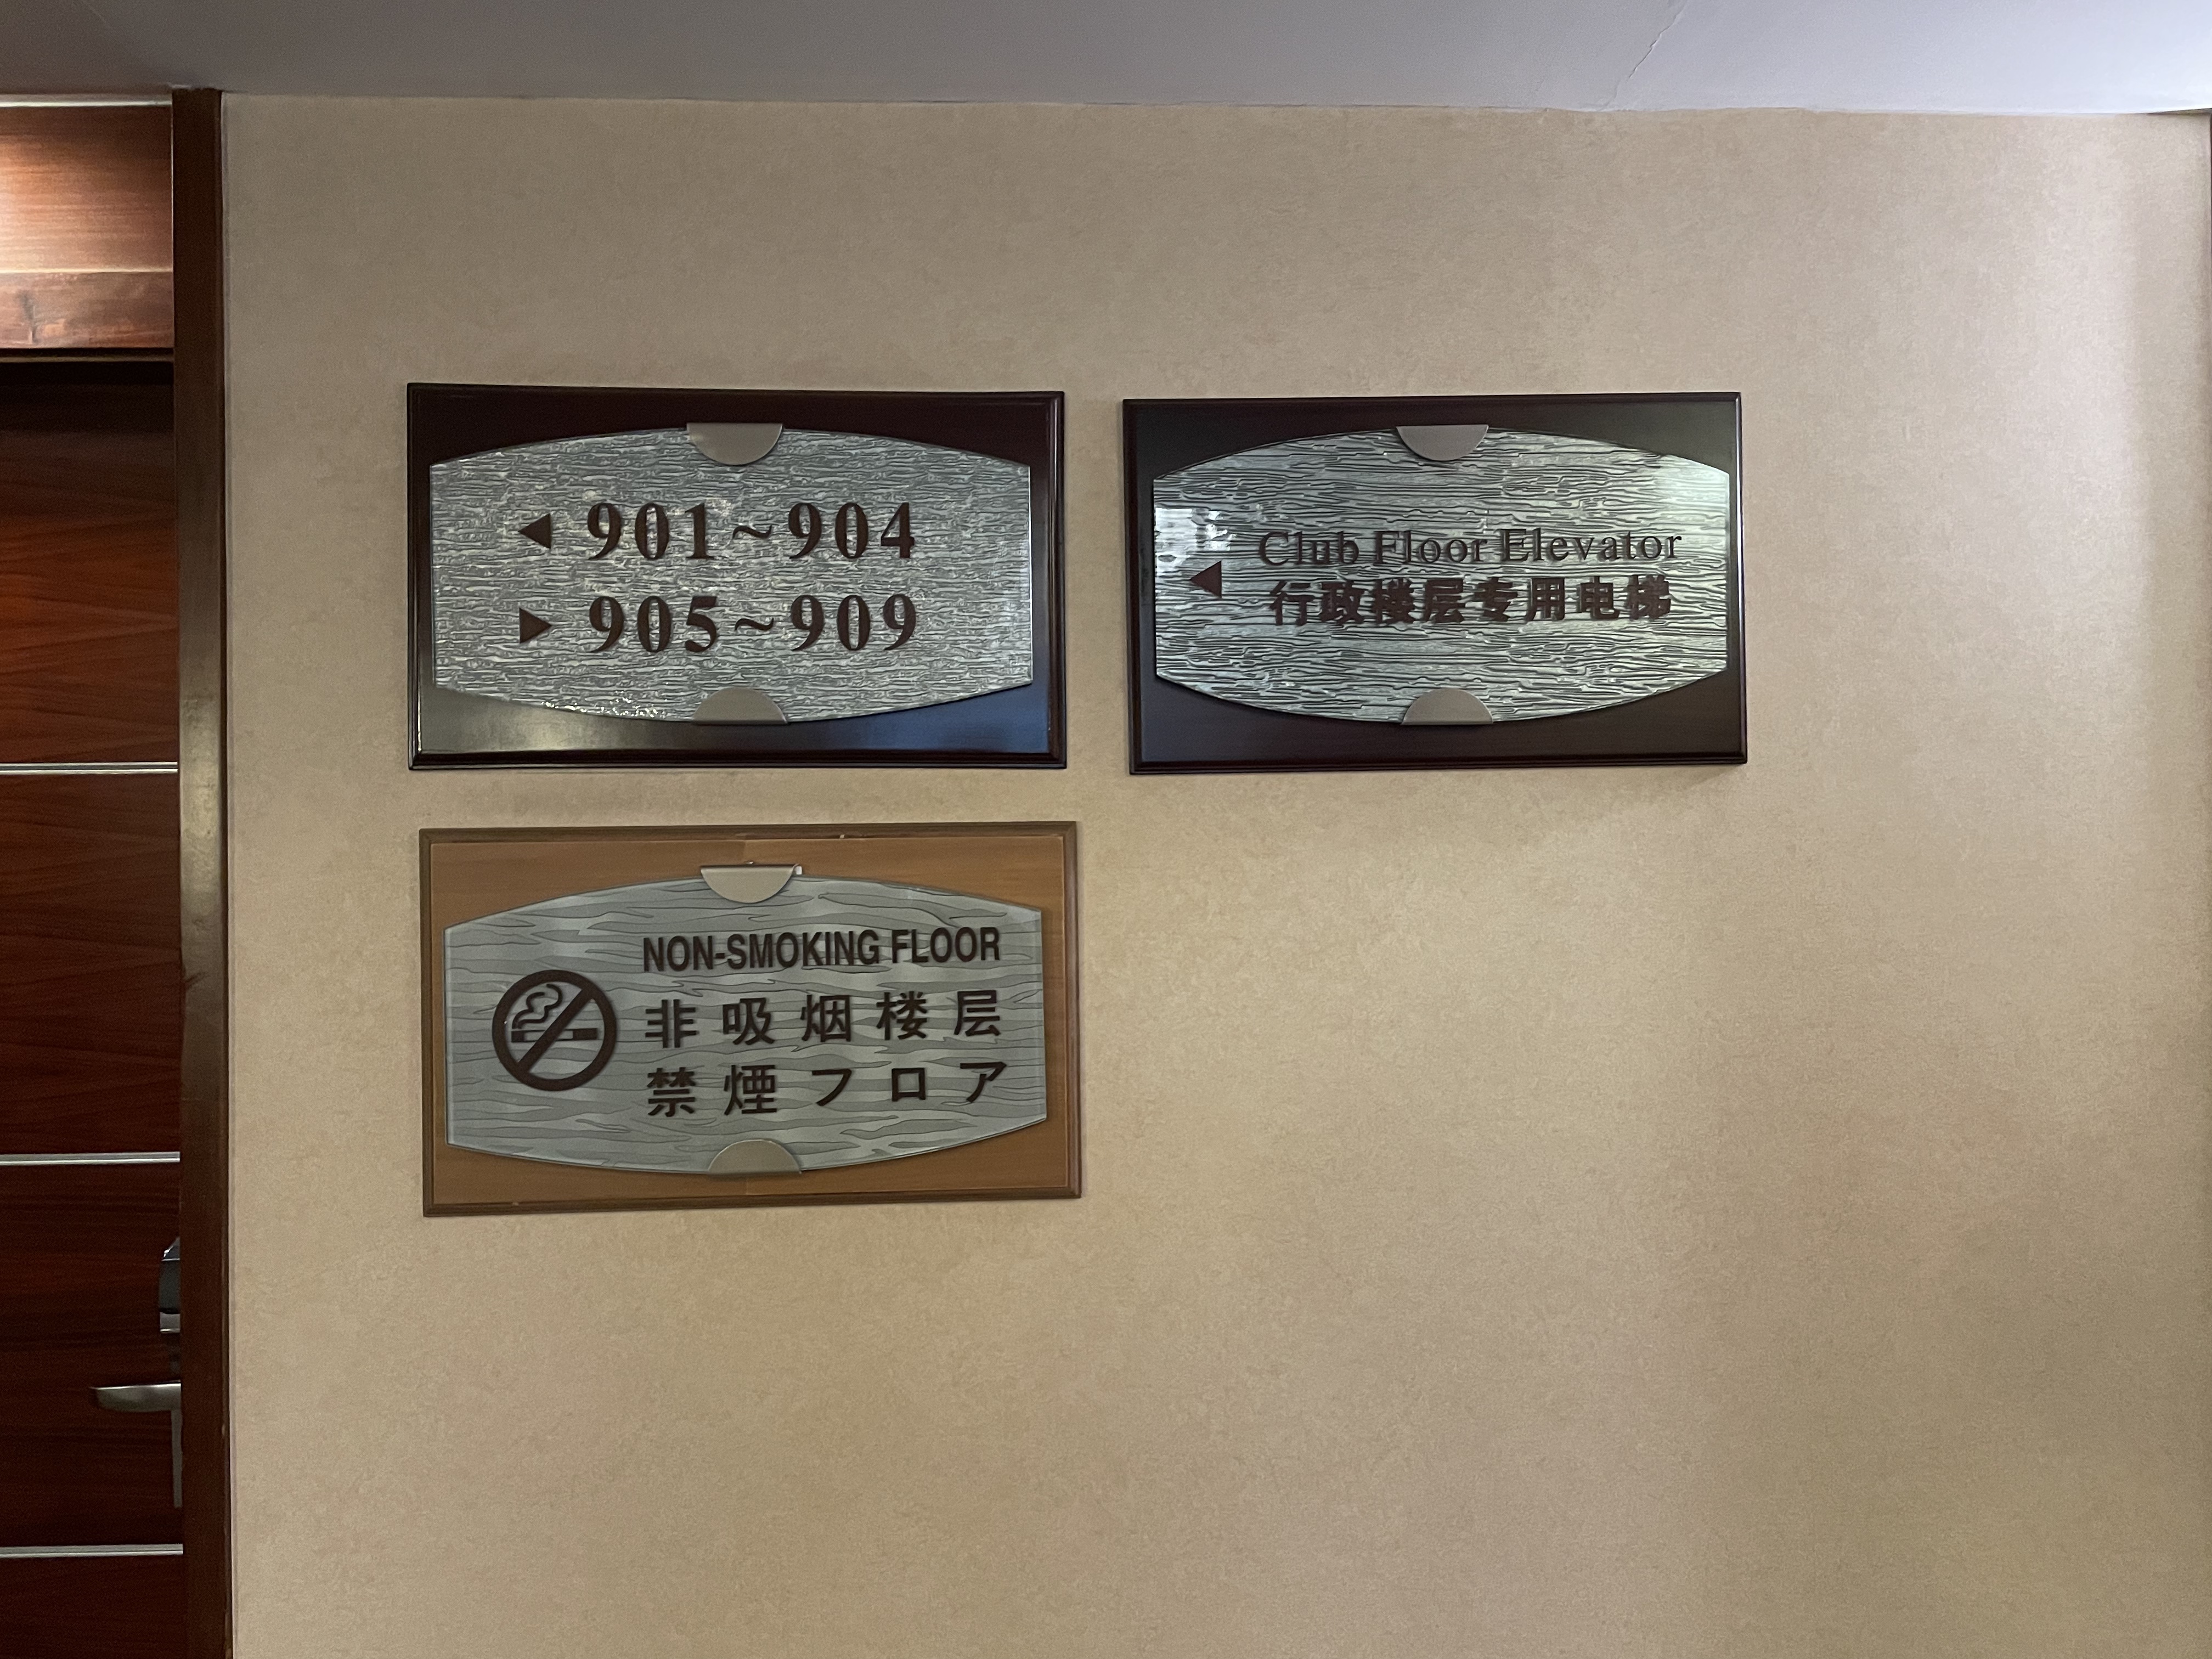 ◀ 901~904
▶ 905~909
Club Floor Elevator
◀ 行政楼层专用电梯
NON-SMOKING FLOOR
非吸烟楼层
禁煙フロア